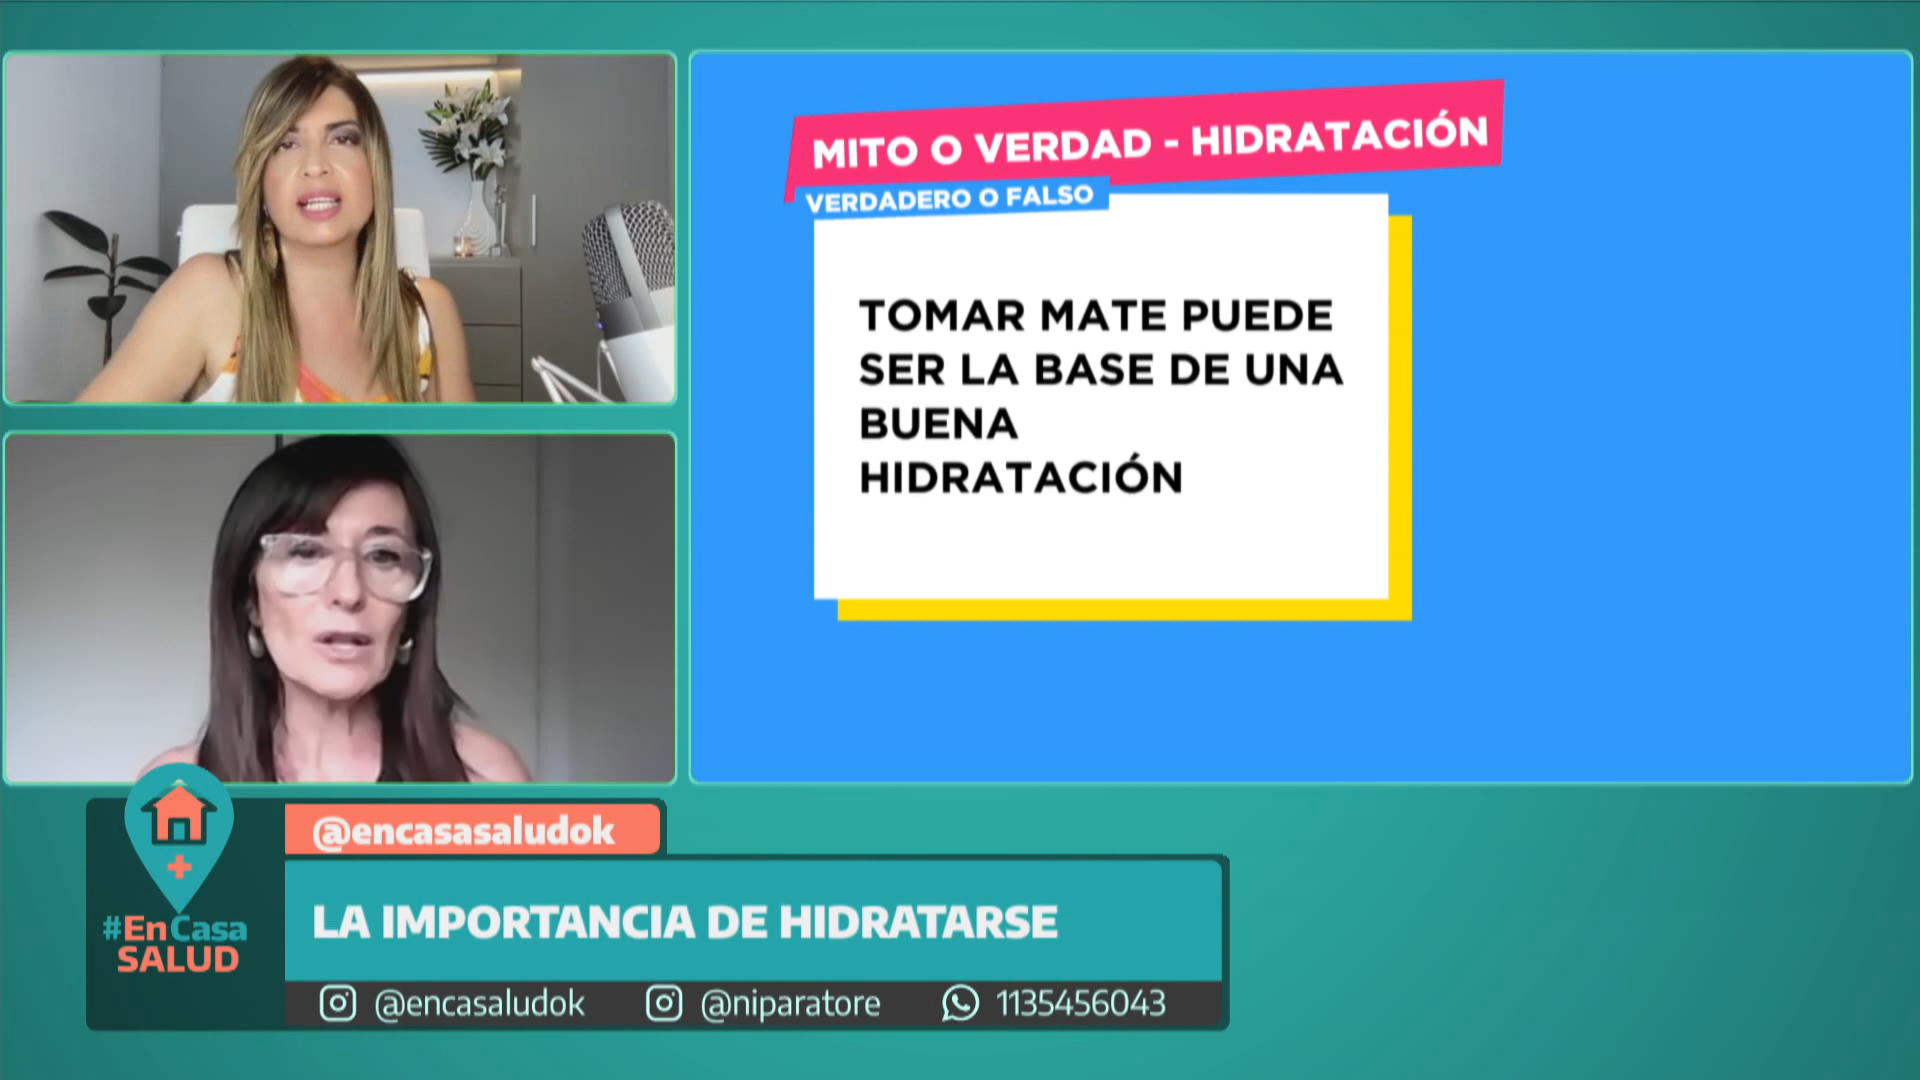 MITO O VERDAD - HIDRATACIÓN
VERDADERO O FALSO
TOMAR MATE PUEDE
SER LA BASE DE UNA
BUENA
HIDRATACIÓN
@encasasaludok
#EnCasa
SALUD
LA IMPORTANCIA DE HIDRATARSE
@encasaludok @niparatore 1135456043